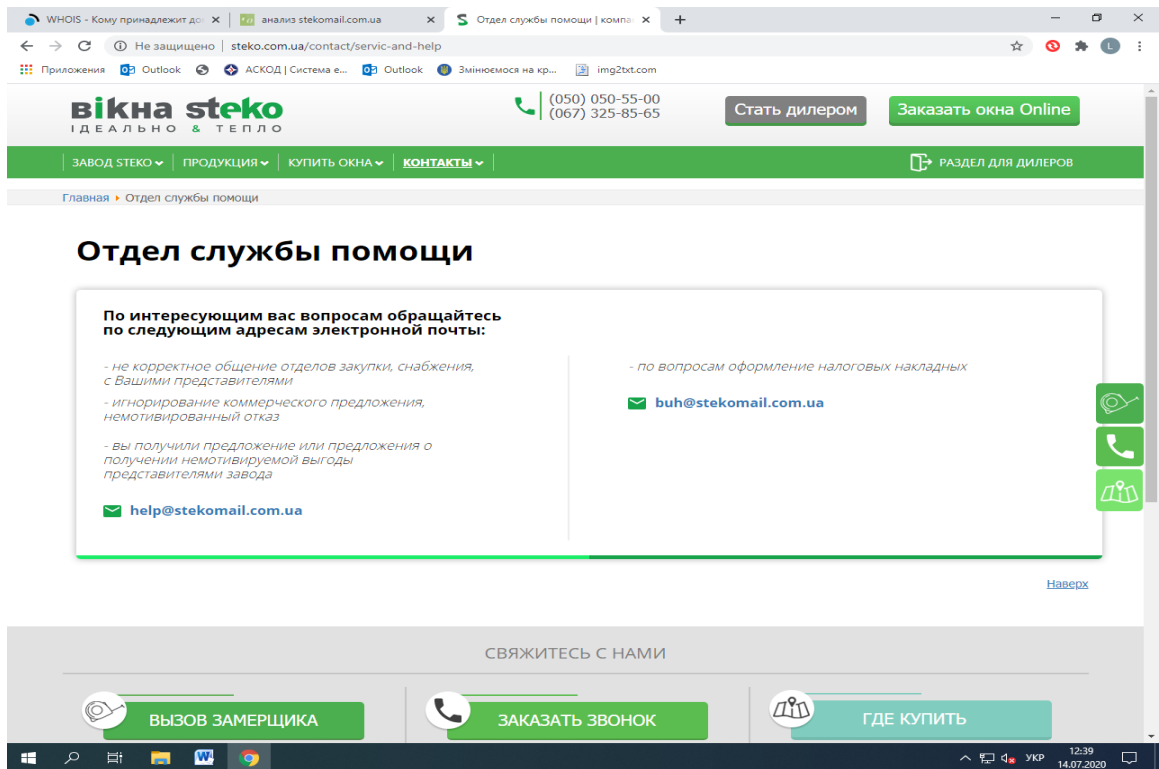 WHOIS - Кому принадлежит до
анализ stekomail.com.ua
Отдел службы помощи | компа
Не защищено | steko.com.ua/contact/servic-and-help
L
Приложения Outlook АСКОД | Система е... Outlook Змінюємося на кр... img2txt.com
вікна steko
ІДЕАЛЬНО & ТЕПЛО
(050) 050-55-00
(067) 325-85-65
Стать дилером
Заказать окна Online
ЗАВОД STEKO
ПРОДУКЦИЯ
КУПИТЬ ОКНА
КОНТАКТЫ
РАЗДЕЛ ДЛЯ ДИЛЕРОВ
Главная Отдел службы помощи
Отдел службы помощи
По интересующим вас вопросам обращайтесь
по следующим адресам электронной почты:
- не корректное общение отделов закупки, снабжения,
с Вашими представителями
- игнорирование коммерческого предложения,
немотивированный отказ
- вы получили предложение или предложения о
получении немотивируемой выгоды
представителями завода
help@stekomail.com.ua
- по вопросам оформление налоговых накладных
buh@stekomail.com.ua
Наверх
СВЯЖИТЕСЬ С НАМИ
ВЫЗОВ ЗАМЕРЩИКА
ЗАКАЗАТЬ ЗВОНОК
ГДЕ КУПИТЬ
УКР
12:39
14.07.2020